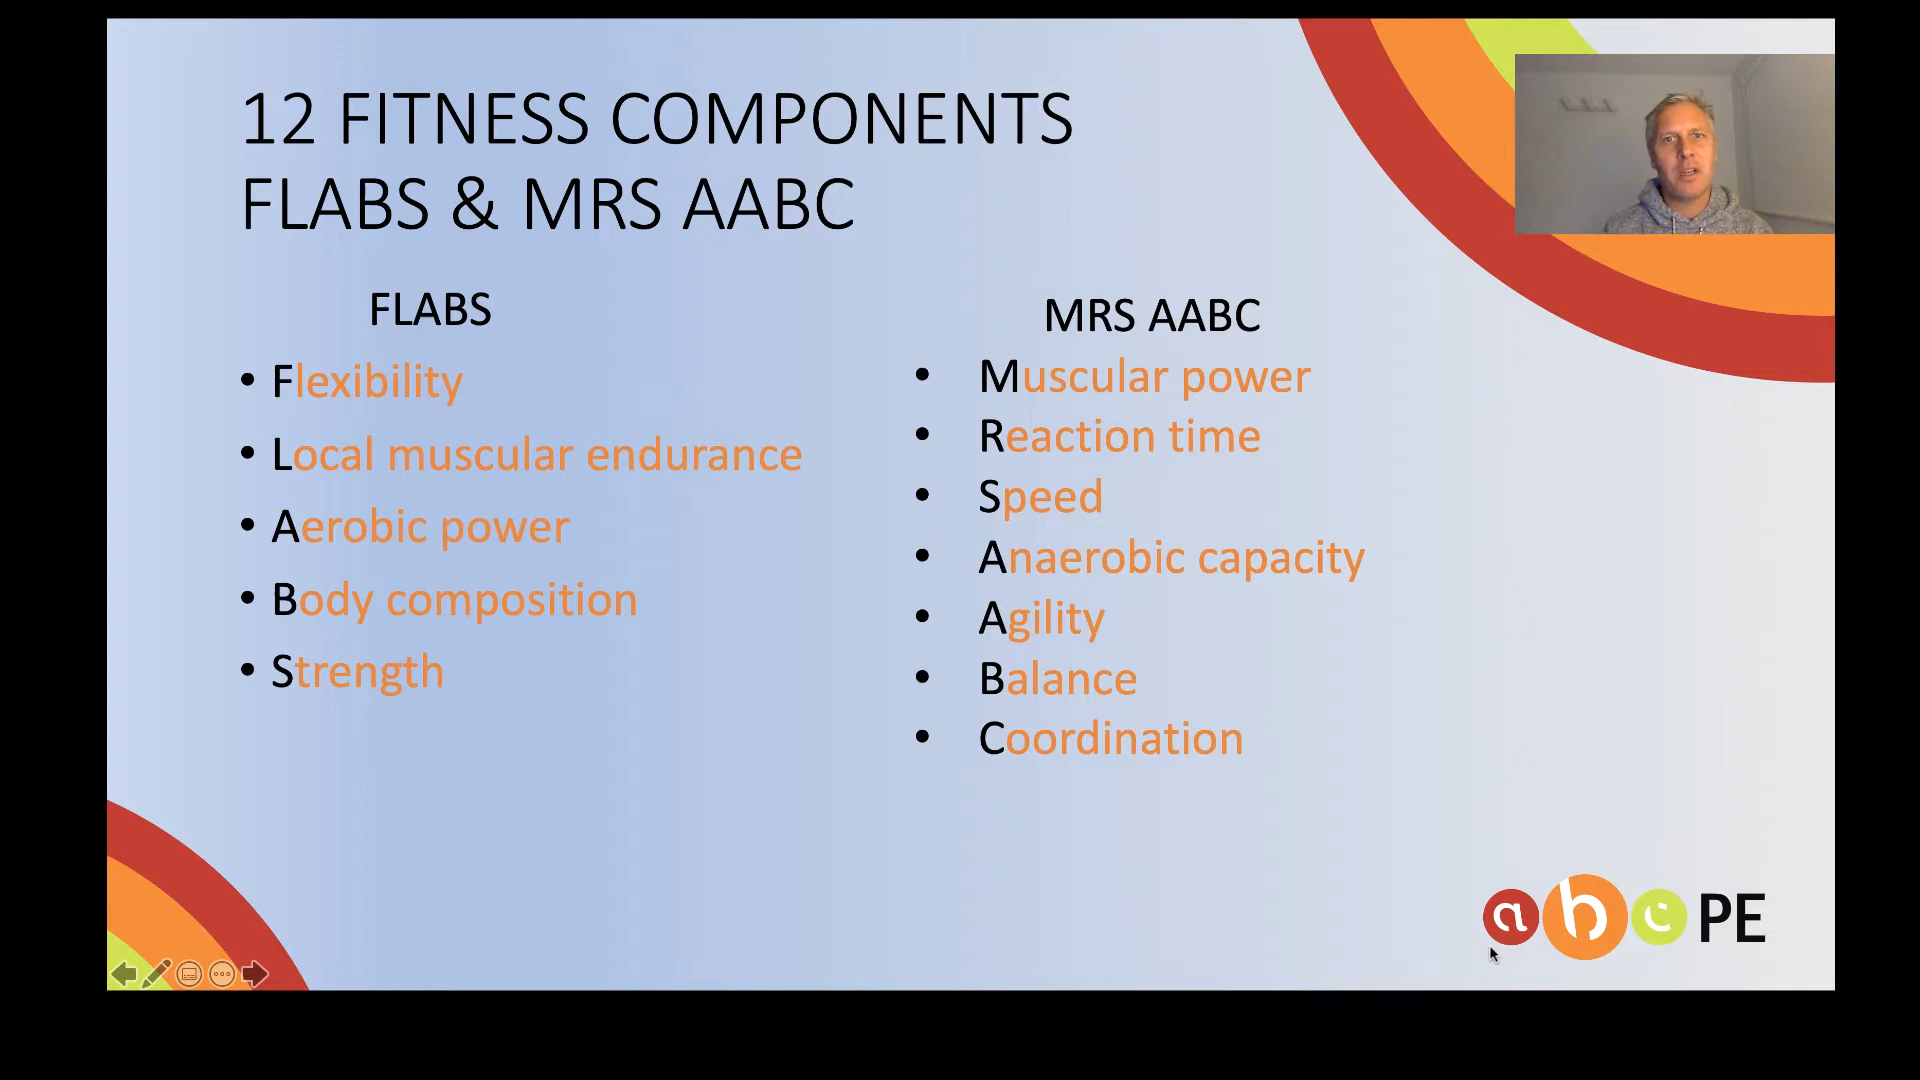 12 FITNESS COMPONENTS
FLABS & MRS AABC
FLABS
• Flexibility
• Local muscular endurance
• Aerobic power
• Body composition
• Strength
MRS AABC
• Muscular power
• Reaction time
• Speed
• Anaerobic capacity
• Agility
• Balance
• Coordination
abc PE